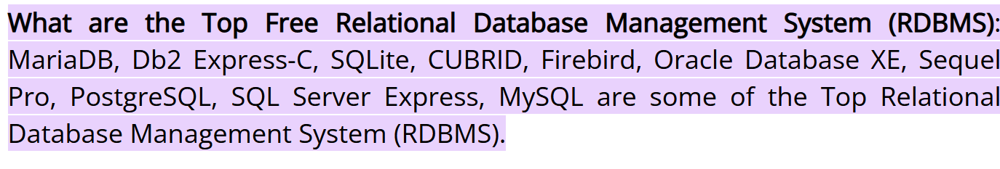 What are the Top Free Relational Database Management System (RDBMS):
MariaDB, Db2 Express-C, SQLite, CUBRID, Firebird, Oracle Database XE, Sequel
Pro, PostgreSQL, SQL Server Express, MySQL are some of the Top Relational
Database Management System (RDBMS).